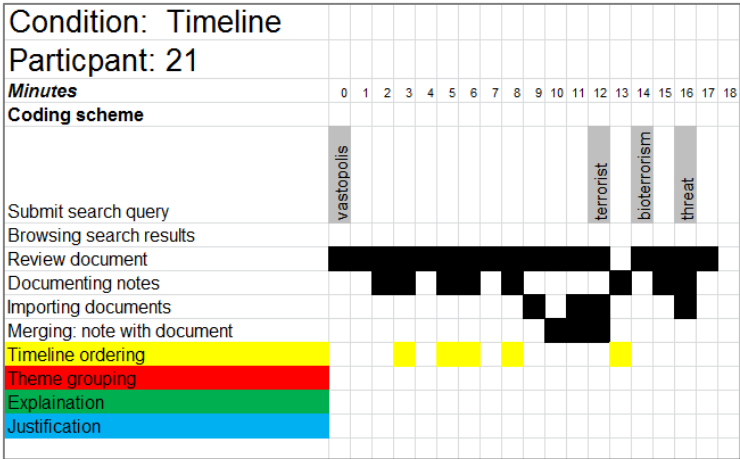 Condition: Timeline
Particpant: 21
Minutes 0 1 2 3 4 5 6 7 8 9 10 11 12 13 14 15 16 17 18
Coding scheme
Submit search query vastopolis terrorist bioterrorism threat
Browsing search results
Review document
Documenting notes
Importing documents
Merging: note with document
Timeline ordering
Theme grouping
Explaination
Justification